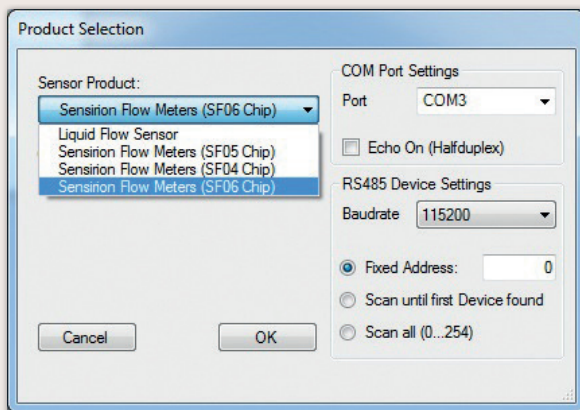 Product Selection
Sensor Product:
Sensirion Flow Meters (SF06 Chip)
Liquid Flow Sensor
Sensirion Flow Meters (SF05 Chip)
Sensirion Flow Meters (SF04 Chip)
Sensirion Flow Meters (SF06 Chip)
Cancel
OK
COM Port Settings
Port COM3
Echo On (Halfduplex)
RS485 Device Settings
Baudrate 115200
Fixed Address: 0
Scan until first Device found
Scan all (0...254)